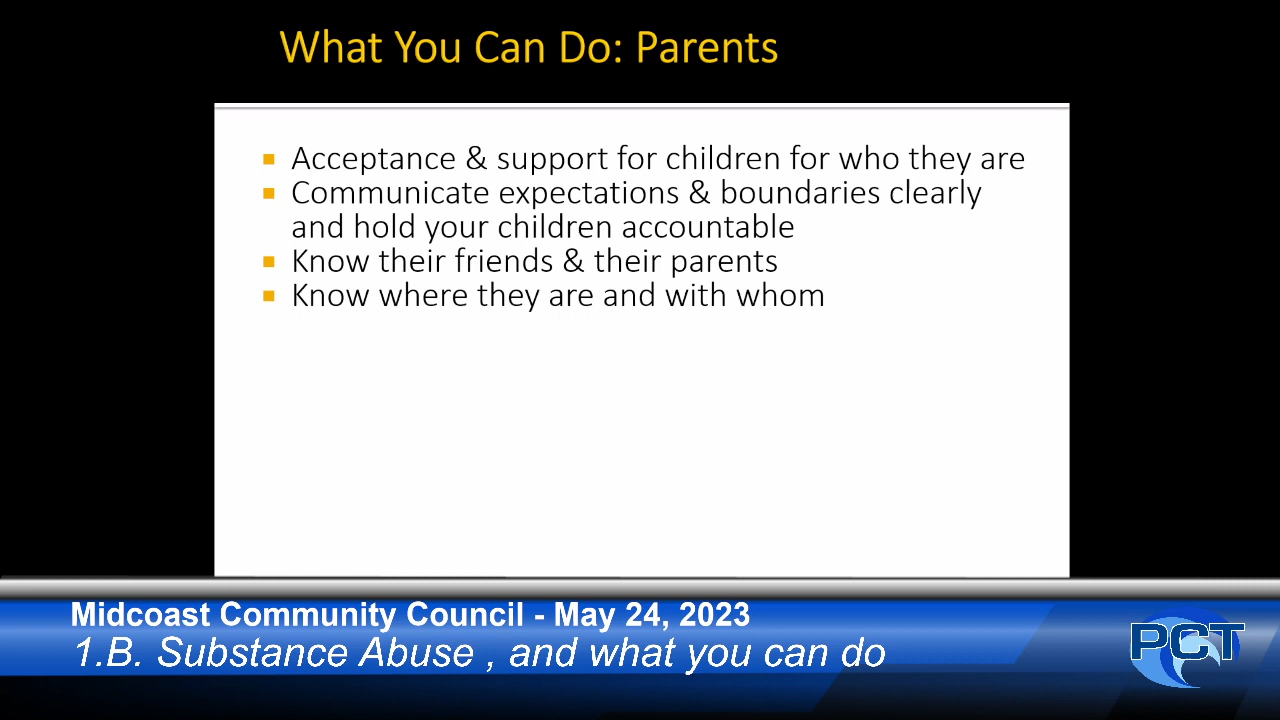 What You Can Do: Parents
Acceptance & support for children for who they are
Communicate expectations & boundaries clearly
and hold your children accountable
Know their friends & their parents
Know where they are and with whom
Midcoast Community Council - May 24, 2023
1.B. Substance Abuse , and what you can do
PCT